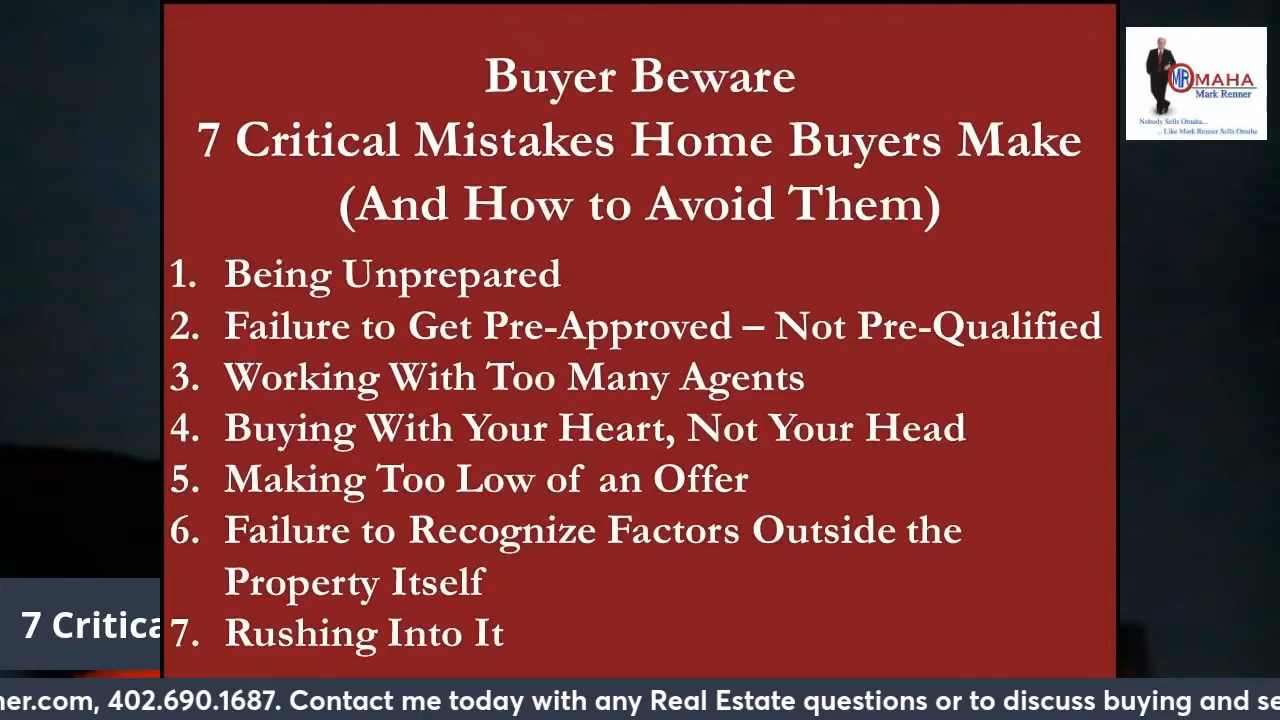 Buyer Beware
7 Critical Mistakes Home Buyers Make
(And How to Avoid Them)
1. Being Unprepared
2. Failure to Get Pre-Approved – Not Pre-Qualified
3. Working With Too Many Agents
4. Buying With Your Heart, Not Your Head
5. Making Too Low of an Offer
6. Failure to Recognize Factors Outside the
Property Itself
7. Rushing Into It
MR OMAHA
Mark Renner
Nobody Sells Omaha...
... Like Mark Renner Sells Omaha
7 Critica
ner.com, 402.690.1687. Contact me today with any Real Estate questions or to discuss buying and se